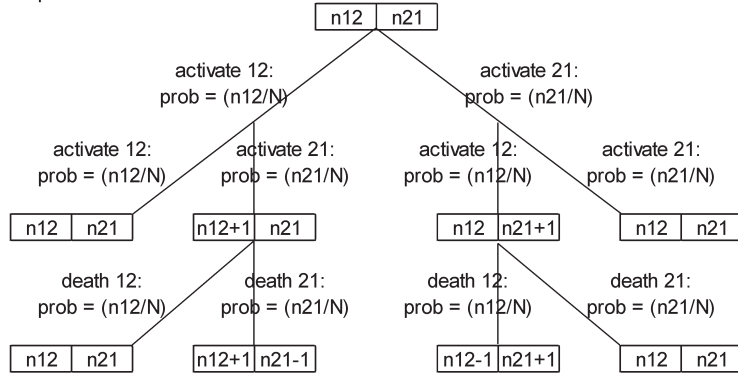 n12 n21
activate 12: activate 21:
prob = (n12/N) prob = (n21/N)
activate 12: activate 21: activate 12: activate 21:
prob = (n12/N) prob = (n21/N) prob = (n12/N) prob = (n21/N)
n12 n21 n12+1 n21 n12 n21+1 n12 n21
death 12: death 21: death 12: death 21:
prob = (n12/N) prob = (n21/N) prob = (n12/N) prob = (n21/N)
n12 n21 n12+1 n21-1 n12-1 n21+1 n12 n21